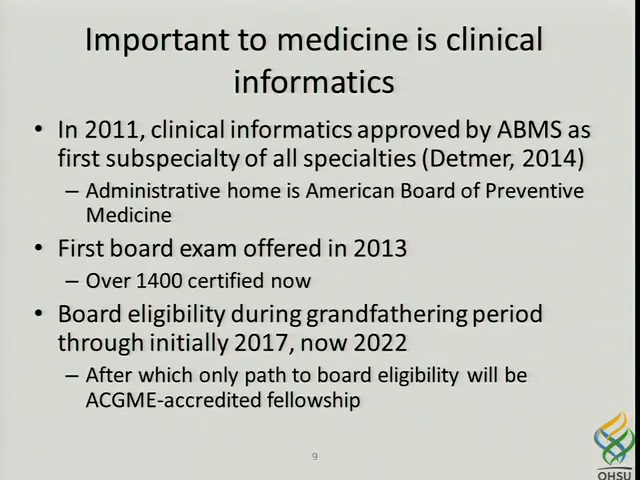 Important to medicine is clinical
informatics
• In 2011, clinical informatics approved by ABMS as
first subspecialty of all specialties (Detmer, 2014)
– Administrative home is American Board of Preventive
Medicine
• First board exam offered in 2013
– Over 1400 certified now
• Board eligibility during grandfathering period
through initially 2017, now 2022
– After which only path to board eligibility will be
ACGME-accredited fellowship
9
OHSU